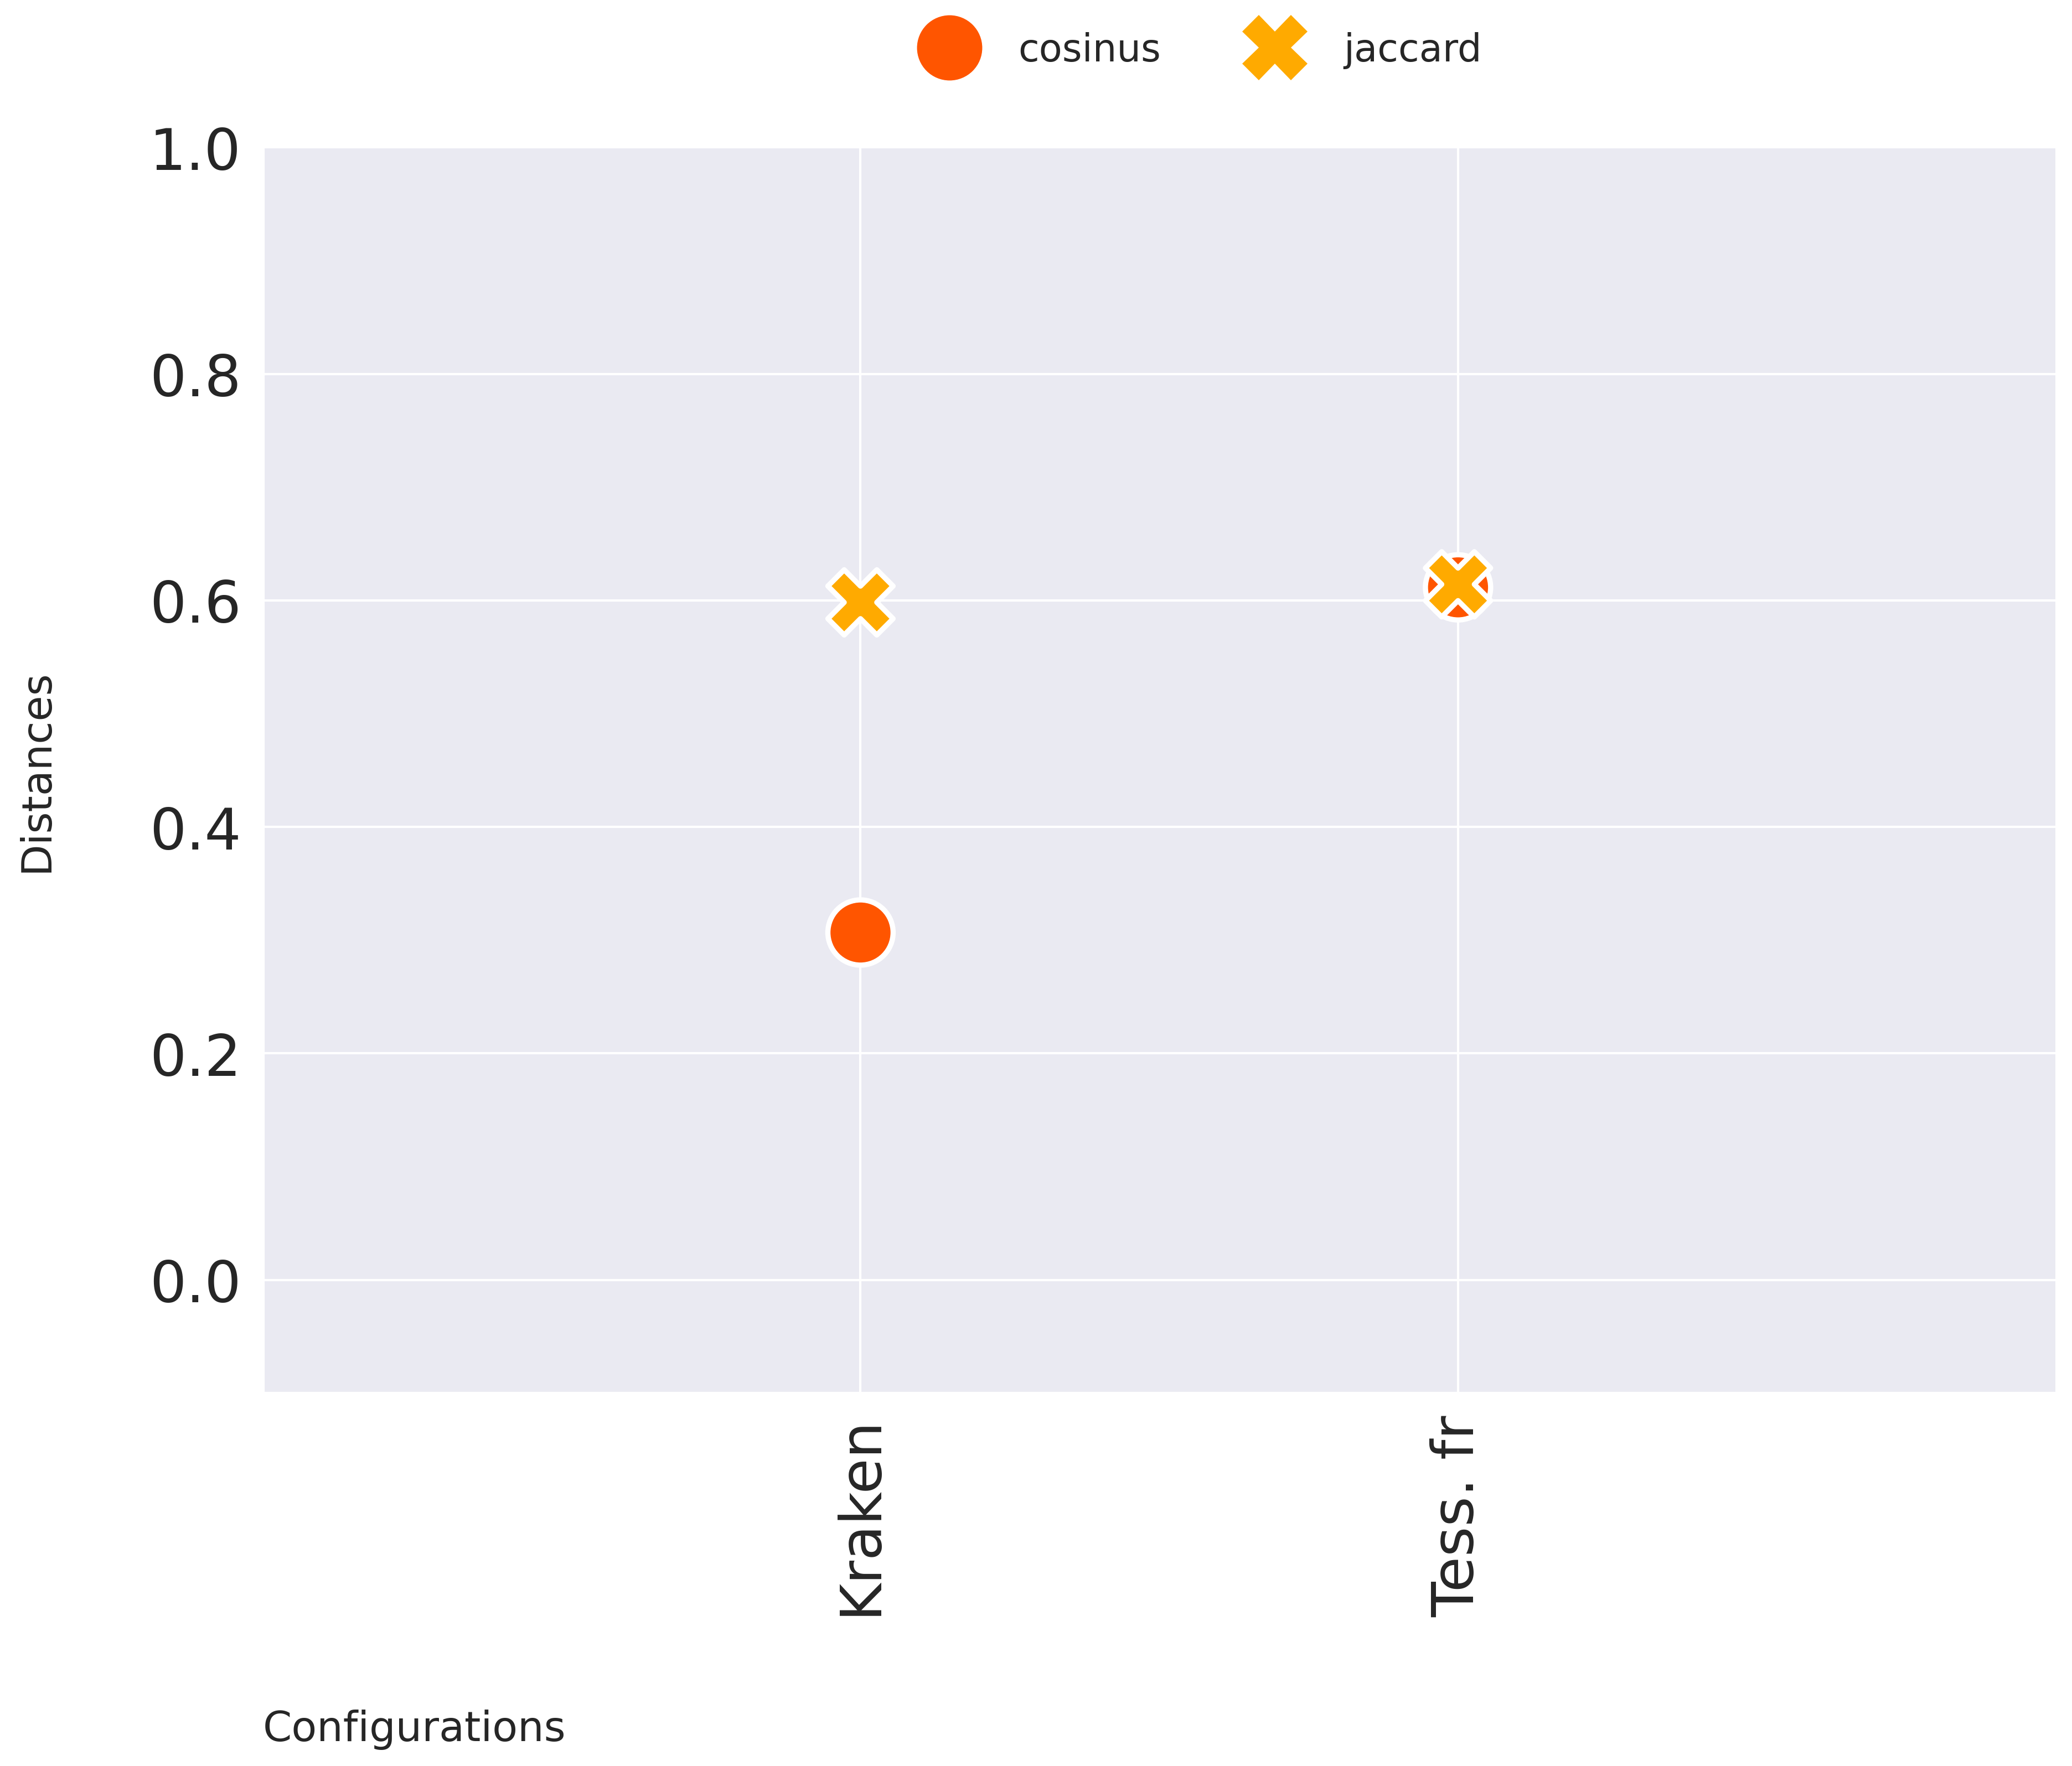 cosinus jaccard
1.0
0.8
0.6
0.4
0.2
0.0
Distances
Kraken
Tess. fr
Configurations